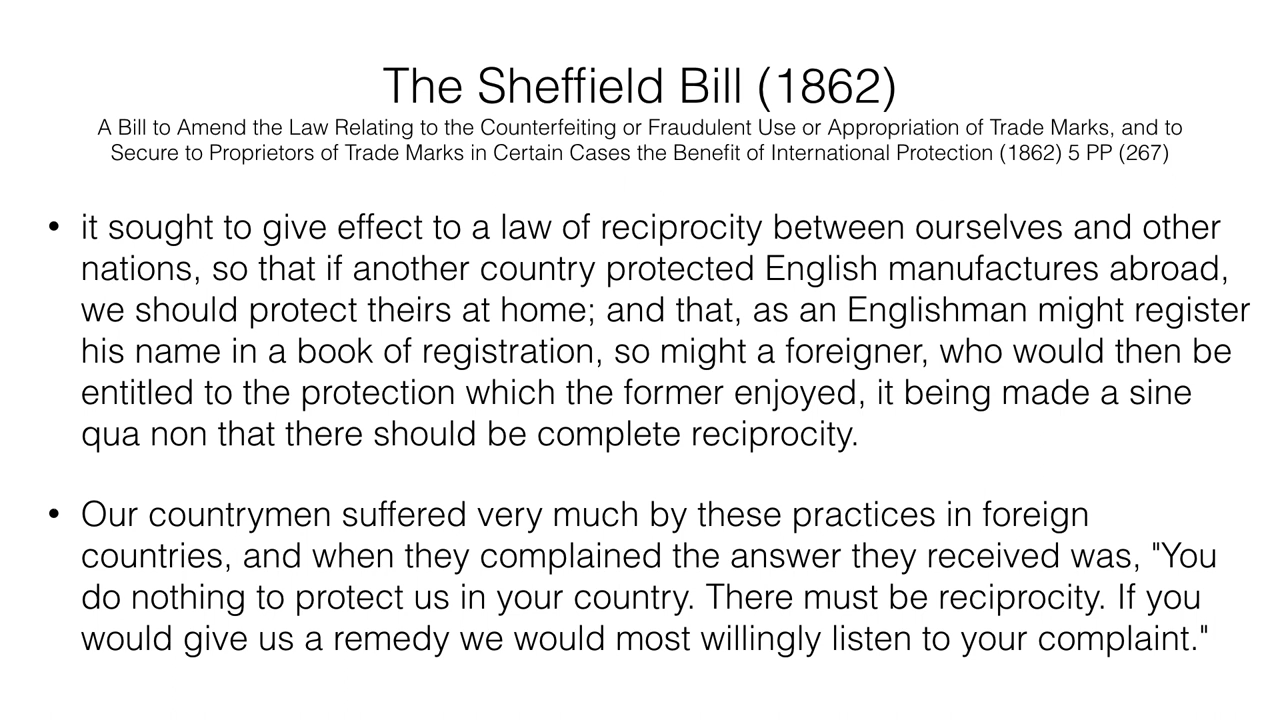 The Sheffield Bill (1862)
A Bill to Amend the Law Relating to the Counterfeiting or Fraudulent Use or Appropriation of Trade Marks, and to
Secure to Proprietors of Trade Marks in Certain Cases the Benefit of International Protection (1862) 5 PP (267)
• it sought to give effect to a law of reciprocity between ourselves and other
nations, so that if another country protected English manufactures abroad,
we should protect theirs at home; and that, as an Englishman might register
his name in a book of registration, so might a foreigner, who would then be
entitled to the protection which the former enjoyed, it being made a sine
qua non that there should be complete reciprocity.
• Our countrymen suffered very much by these practices in foreign
countries, and when they complained the answer they received was, "You
do nothing to protect us in your country. There must be reciprocity. If you
would give us a remedy we would most willingly listen to your complaint."